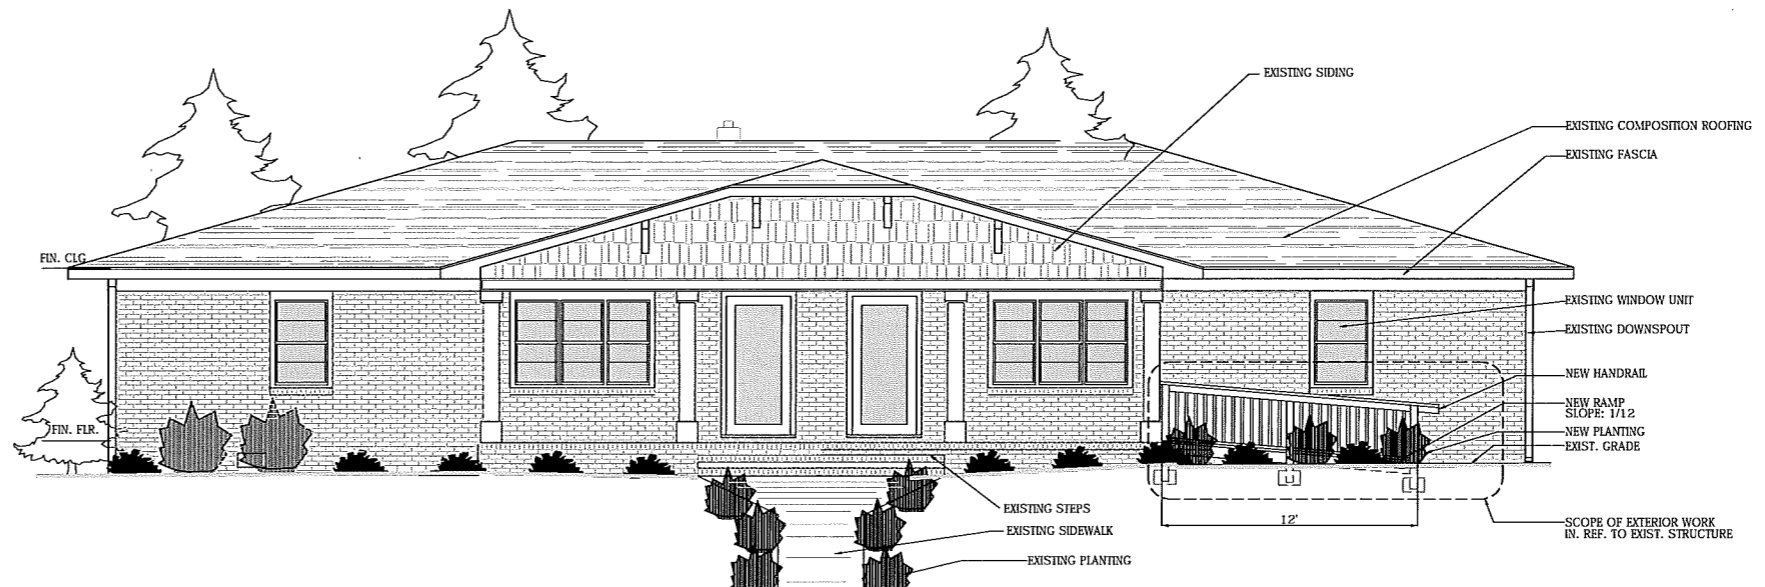 EXISTING SIDING
EXISTING COMPOSITION ROOFING
EXISTING FASCIA
FIN. CLG
EXISTING WINDOW UNIT
EXISTING DOWNSPOUT
NEW HANDRAIL
NEW RAMP
SLOPE: 1/12
FIN. FLR.
NEW PLANTING
EXIST. GRADE
EXISTING STEPS
12'
SCOPE OF EXTERIOR WORK
IN. REF. TO EXIST. STRUCTURE
EXISTING SIDEWALK
EXISTING PLANTING